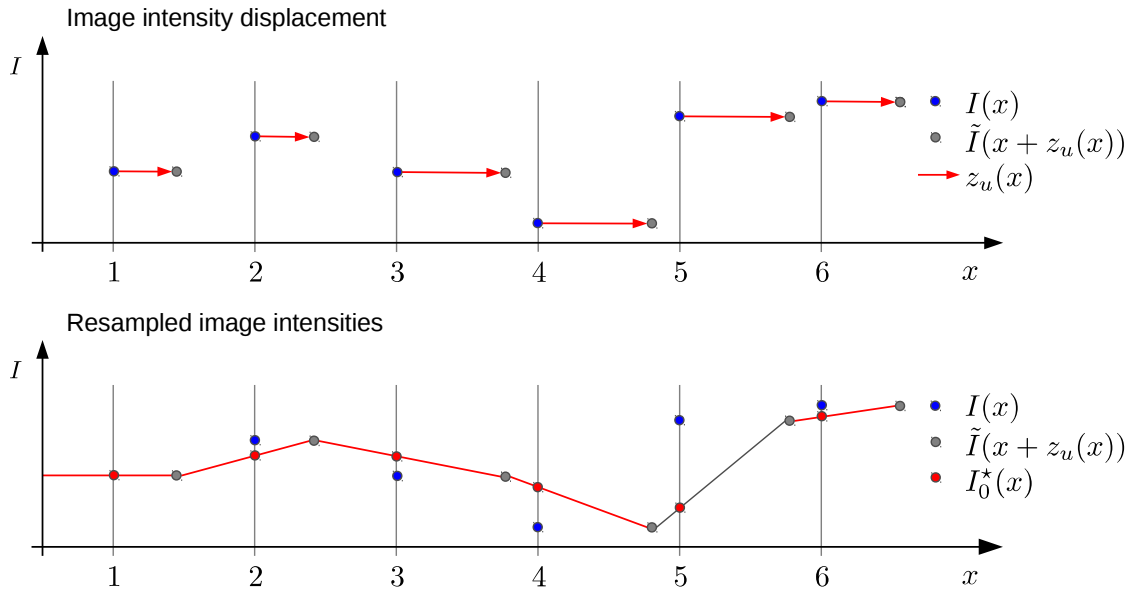 Image intensity displacement
I
I(x)
Ĩ(x + z_u(x))
z_u(x)
1 2 3 4 5 6 x
Resampled image intensities
I
I(x)
Ĩ(x + z_u(x))
I₀⋆(x)
1 2 3 4 5 6 x